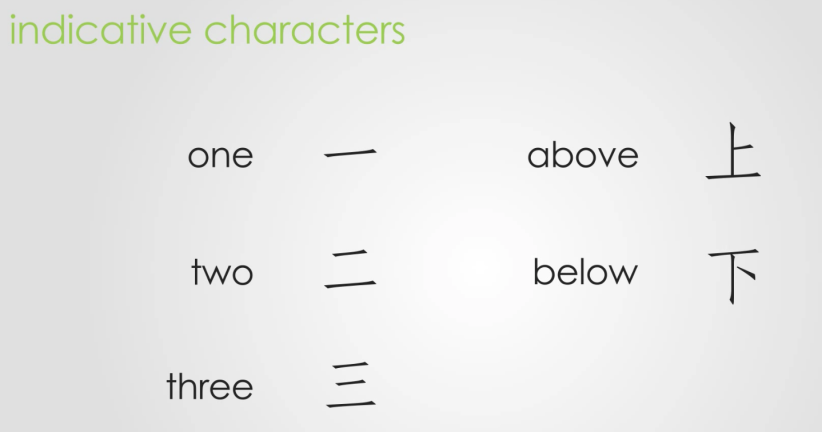 indicative characters
one 一 above 上
two 二 below 下
three 三